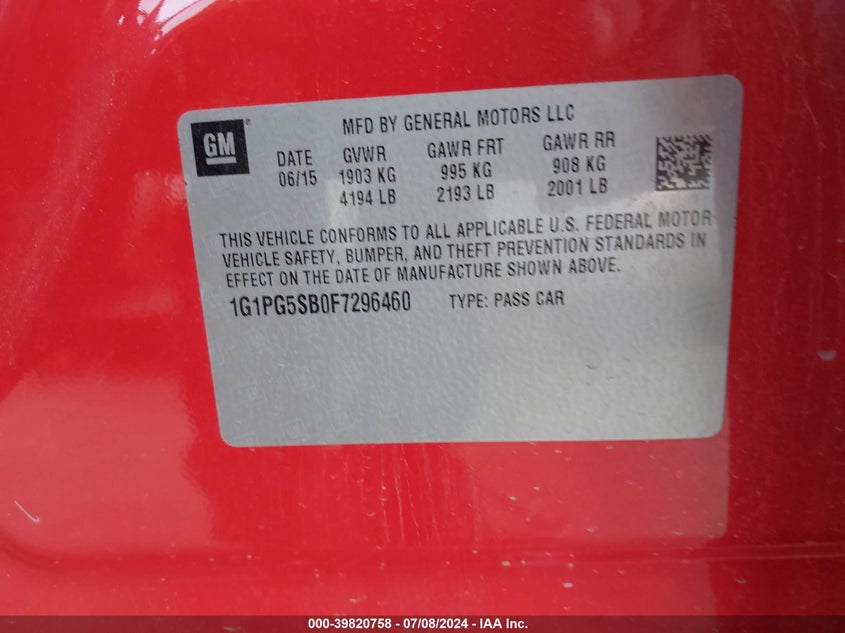 GM ®
MFD BY GENERAL MOTORS LLC
DATE GVWR GAWR FRT GAWR RR
06/15 1903 KG 995 KG 908 KG
4194 LB 2193 LB 2001 LB
THIS VEHICLE CONFORMS TO ALL APPLICABLE U.S. FEDERAL MOTOR
VEHICLE SAFETY, BUMPER, AND THEFT PREVENTION STANDARDS IN
EFFECT ON THE DATE OF MANUFACTURE SHOWN ABOVE.
1G1PG5SB0F7296460 TYPE: PASS CAR
000-39820758 - 07/08/2024 - IAA Inc.